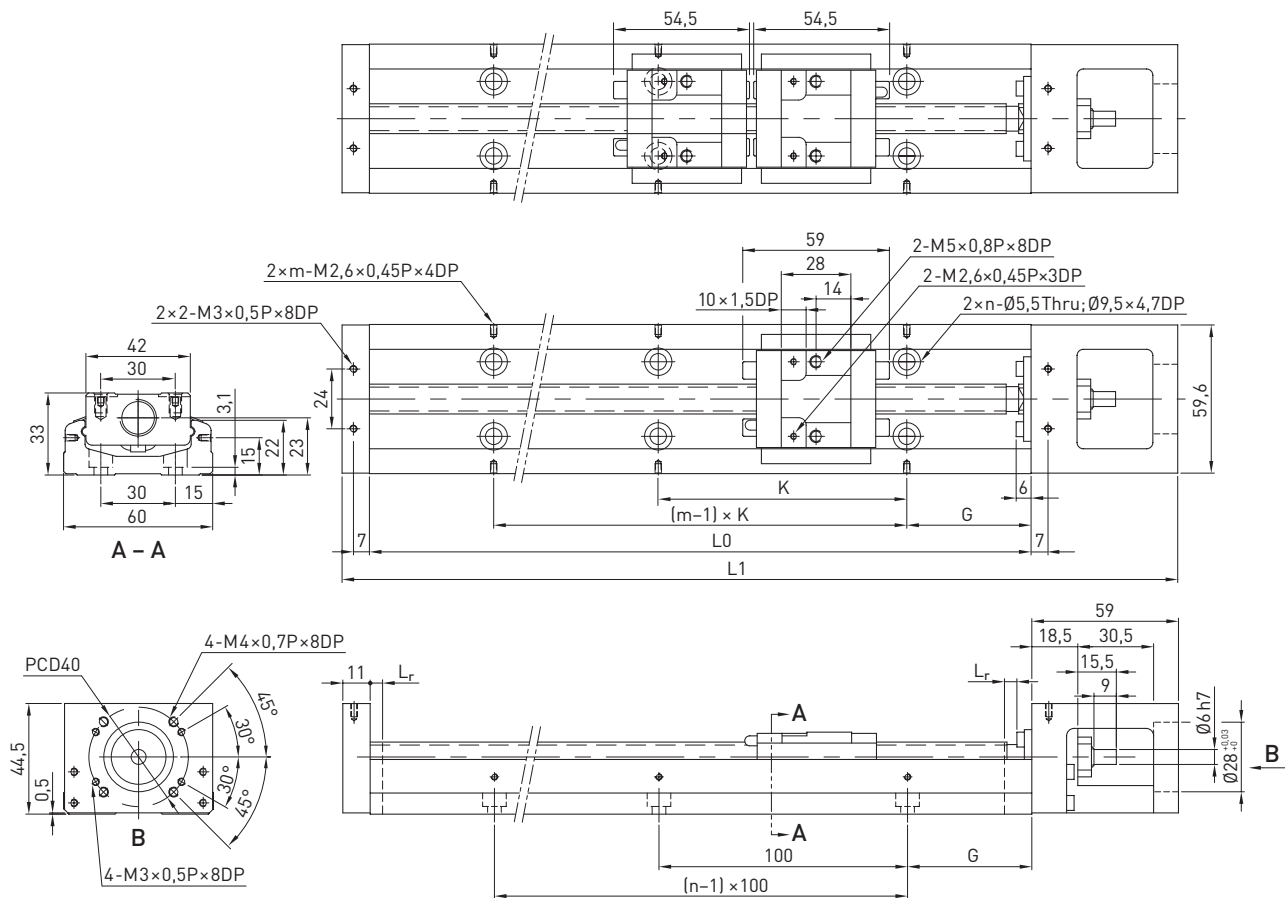 54,5
54,5
59
28
14
10×1,5DP
2-M5×0,8P×8DP
2-M2,6×0,45P×3DP
2×n-Ø5,5Thru;Ø9,5×4,7DP
2×m-M2,6×0,45P×4DP
2×2-M3×0,5P×8DP
42
30
3,1
33
24
15
22
23
30
15
60
A – A
59,6
6
K
(m–1) × K
G
7
L0
7
L1
4-M4×0,7P×8DP
PCD40
45°
30°
30°
45°
44,5
0,5
B
4-M3×0,5P×8DP
59
18,5
30,5
15,5
9
11
Lr
Lr
A
A
Ø6 h7
Ø28 +0,03 +0
B
100
G
(n–1) ×100